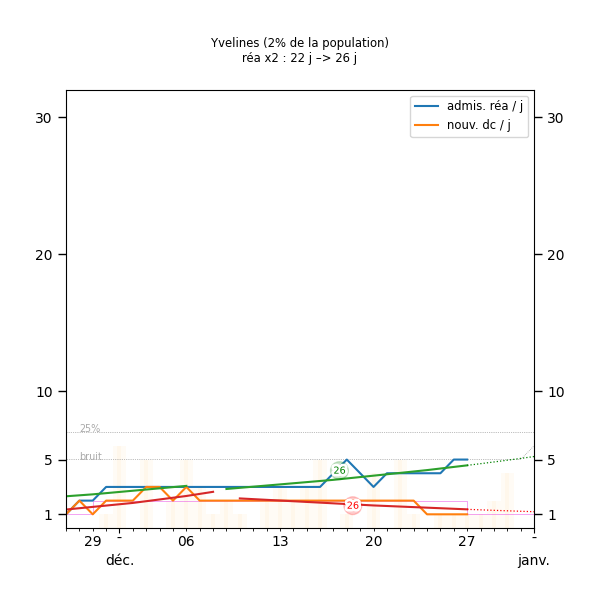 Yvelines (2% de la population)
réa x2 : 22 j –> 26 j
admis. réa / j
nouv. dc / j
30
30
20
20
10
10
25%
5
bruit
5
26
26
1
1
29 - 06 13 20 27 -
déc. janv.